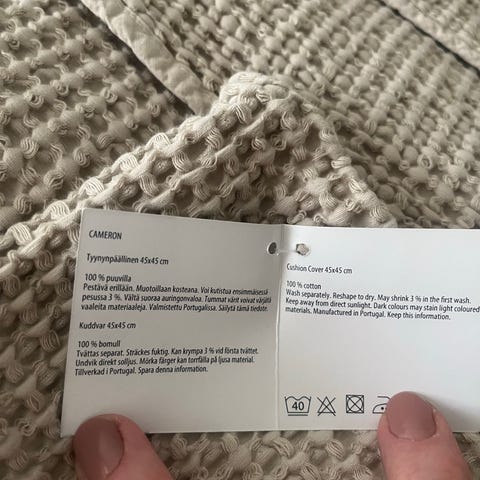 CAMERON
Tyynynpäällinen 45x45 cm
100 % puuvilla
Pestävä erillään. Muotoillaan kosteana. Voi kutistua ensimmäisessä
pesussa 3 %. Vältä suoraa auringonvaloa. Tummat värit voivat värjätä
vaaleita materiaaleja. Valmistettu Portugalissa. Säilytä tämä tiedote.
Kuddvar 45x45 cm
100 % bomull
Tvättas separat. Sträckes fuktig. Kan krympa 3 % vid första tvättet.
Undvik direkt solljus. Mörka färger kan torrfälla på ljusa material.
Tillverkad i Portugal. Spara denna information.
Cushion Cover 45x45 cm
100 % cotton
Wash separately. Reshape to dry. May shrink 3 % in the first wash.
Keep away from direct sunlight. Dark colours may stain light coloured
materials. Manufactured in Portugal. Keep this information.
40